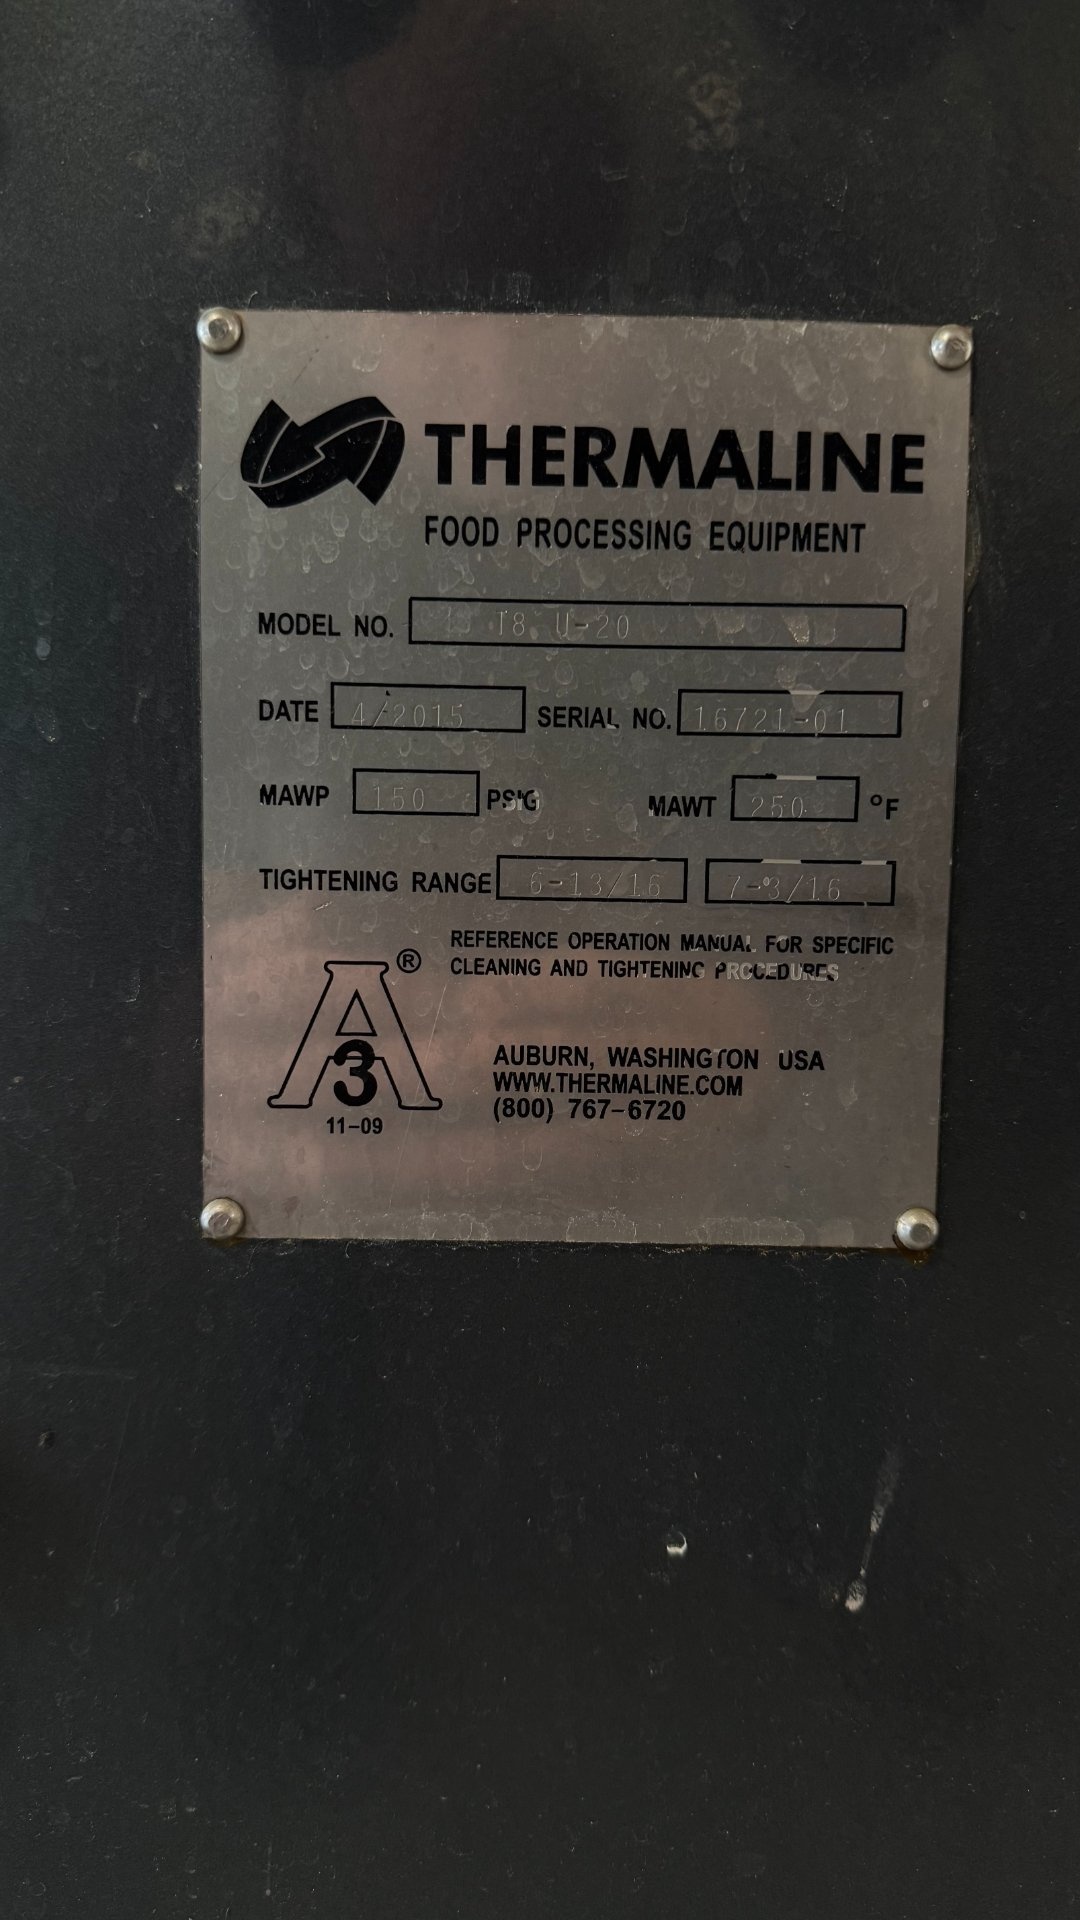 THERMALINE
FOOD PROCESSING EQUIPMENT
MODEL NO. T8 U-20
DATE 4/2015 SERIAL NO. 16721-01
MAWP 150 PSIG MAWT 250 °F
TIGHTENING RANGE 6-13/16 7-3/16
REFERENCE OPERATION MANUAL FOR SPECIFIC
CLEANING AND TIGHTENING PROCEDURES
A ®
3
11-09
AUBURN, WASHINGTON USA
WWW.THERMALINE.COM
(800) 767-6720